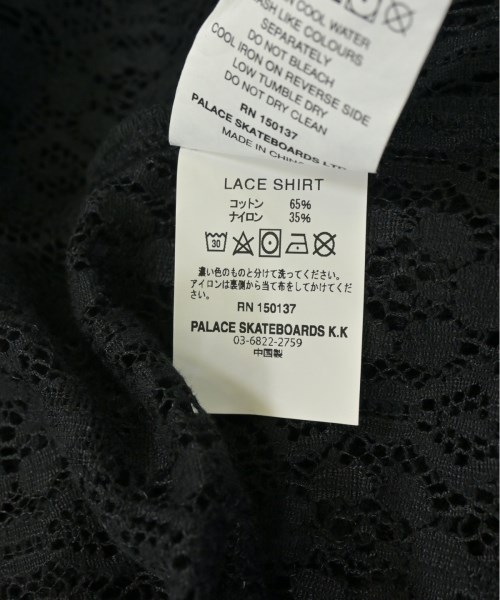 COOL WATER
WASH LIKE COLOURS
SEPARATELY
DO NOT BLEACH
COOL IRON ON REVERSE SIDE
LOW TUMBLE DRY
DO NOT DRY CLEAN
RN 150137
PALACE SKATEBOARDS LTD
MADE IN CHINA
LACE SHIRT
コットン 65%
ナイロン 35%
30
濃い色のものと分けて洗ってください。
アイロンは裏側から当て布をしてかけてくだ
さい。
RN 150137
PALACE SKATEBOARDS K.K
03-6822-2759
中国製